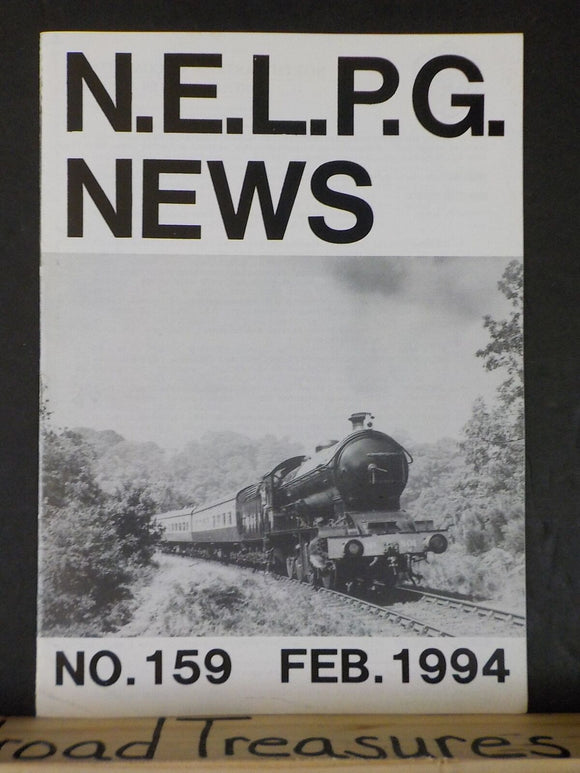 N.E.L.P.G.
NEWS
NO. 159 FEB. 1994
road Treasures